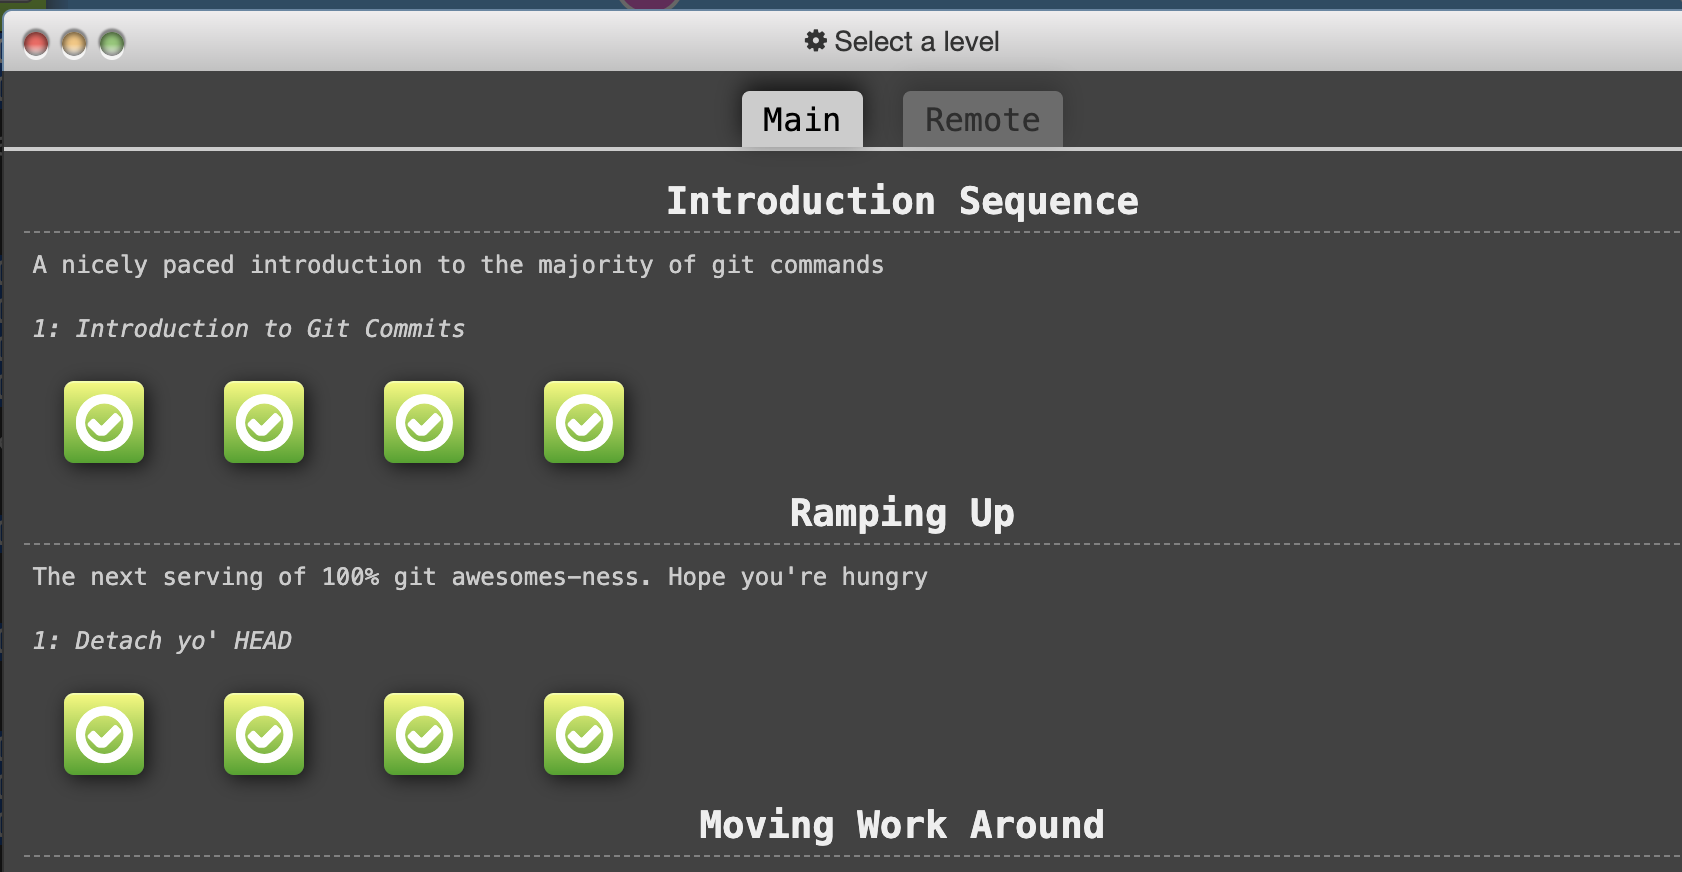 Select a level
Main
Remote
Introduction Sequence
A nicely paced introduction to the majority of git commands
1: Introduction to Git Commits
Ramping Up
The next serving of 100% git awesomes-ness. Hope you're hungry
1: Detach yo' HEAD
Moving Work Around